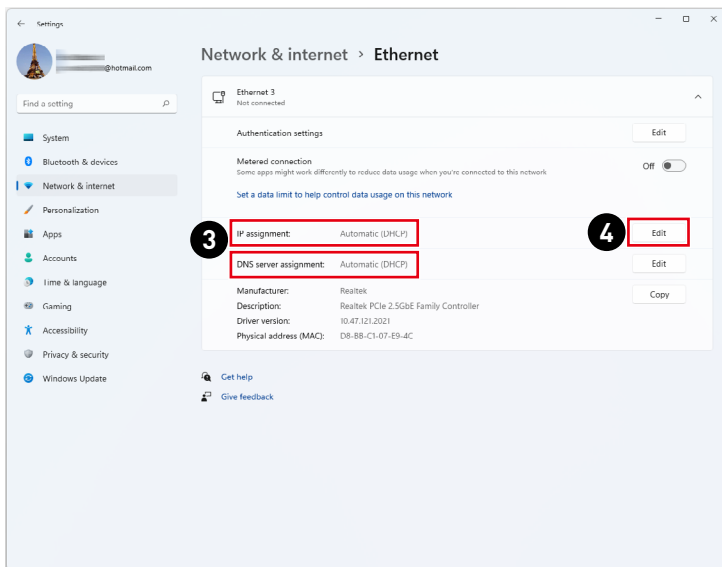 Settings
@hotmail.com
Find a setting
System
Bluetooth & devices
Network & internet
Personalization
Apps
Accounts
Time & language
Gaming
Accessibility
Privacy & security
Windows Update
Network & internet > Ethernet
Ethernet 3
Not connected
Authentication settings
Edit
Metered connection
Some apps might work differently to reduce data usage when you're connected to this network
Off
Set a data limit to help control data usage on this network
3
IP assignment: Automatic (DHCP)
4
Edit
DNS server assignment: Automatic (DHCP)
Edit
Manufacturer: Realtek
Copy
Description: Realtek PCIe 2.5GbE Family Controller
Driver version: 10.47.121.2021
Physical address (MAC): D8-BB-C1-07-E9-4C
Get help
Give feedback